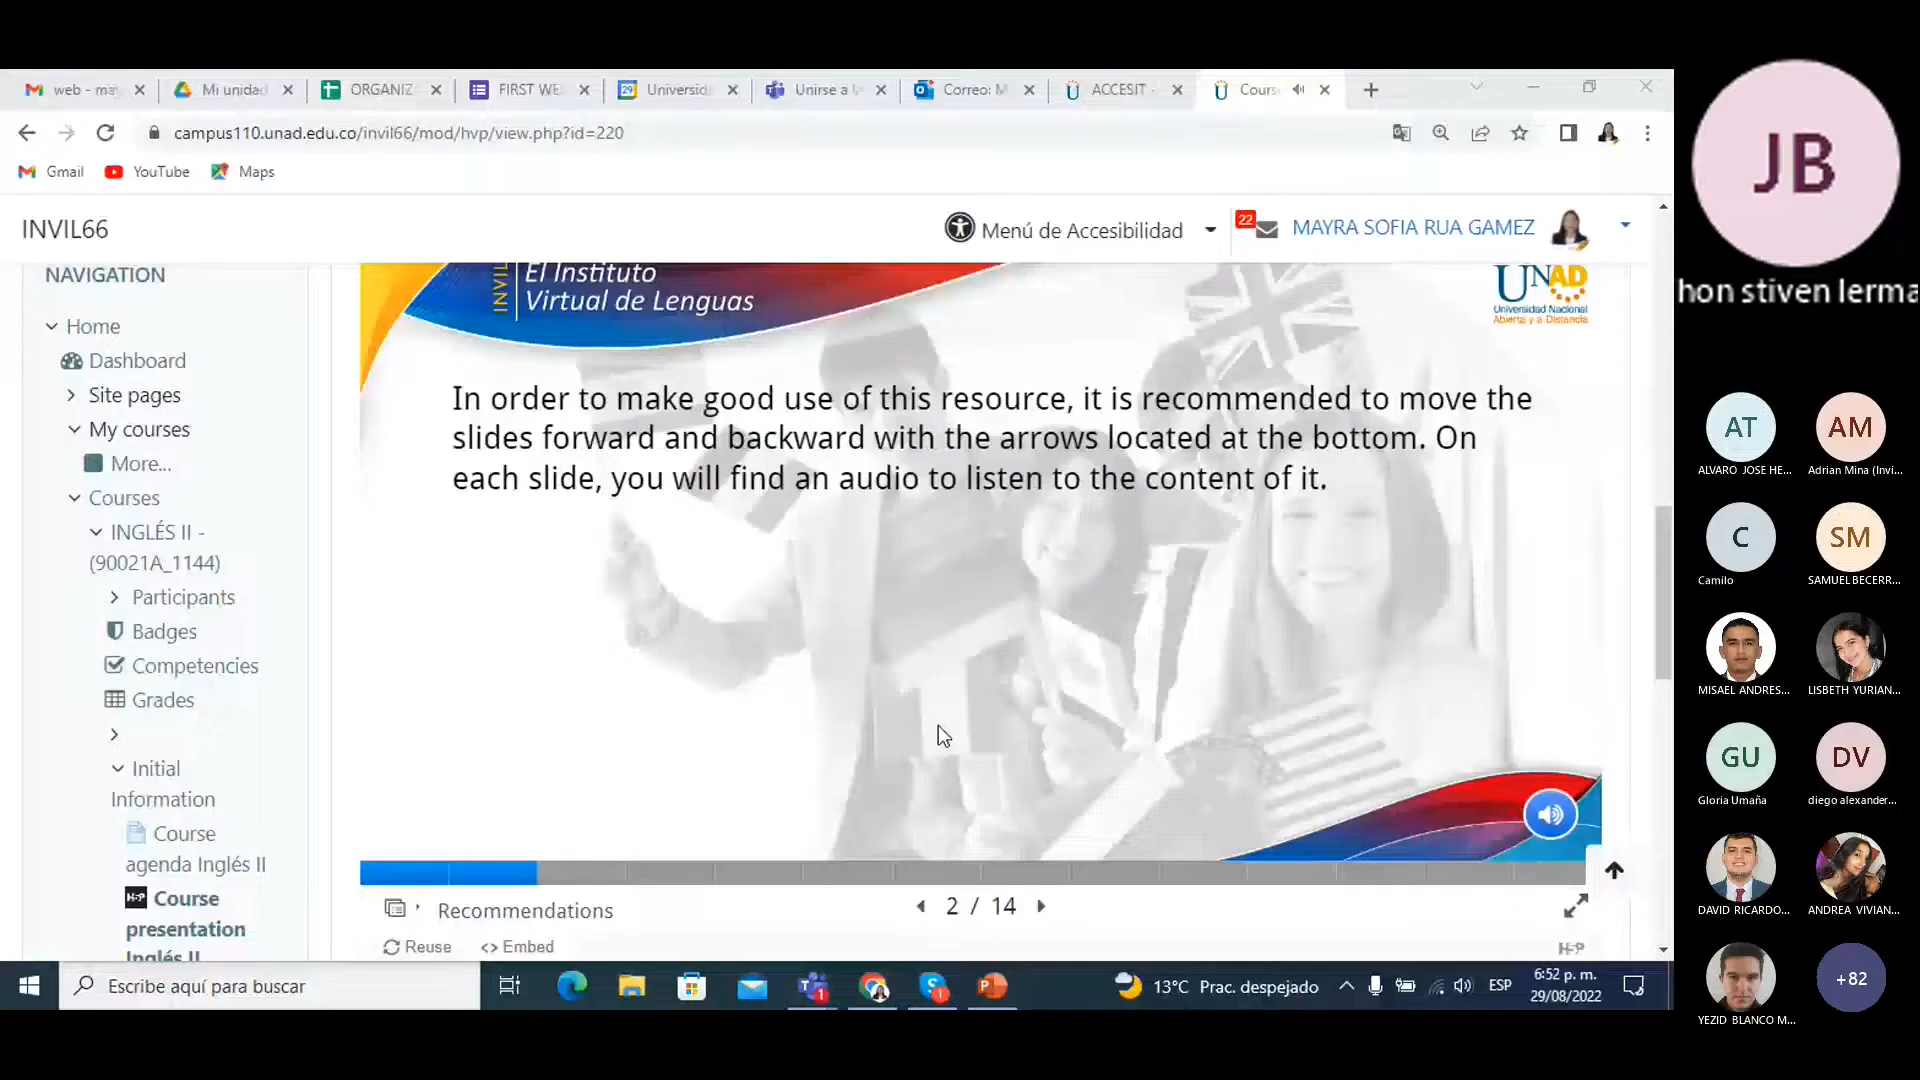 web - ma
Mi unidad
ORGANIZ
FIRST WE
Universid
Unirse a l
Correo: M
ACCESIT -
Cours
campus110.unad.edu.co/invil66/mod/hvp/view.php?id=220
Gmail
YouTube
Maps
INVIL66
Menú de Accesibilidad
22
MAYRA SOFIA RUA GAMEZ
NAVIGATION
Home
Dashboard
Site pages
My courses
More...
Courses
INGLÉS II -
(90021A_1144)
Participants
Badges
Competencies
Grades
Initial
Information
Course
agenda Inglés II
H5P Course
presentation
Inglés II
INVIL
El Instituto
Virtual de Lenguas
UNAD
Universidad Nacional
Abierta y a Distancia
In order to make good use of this resource, it is recommended to move the
slides forward and backward with the arrows located at the bottom. On
each slide, you will find an audio to listen to the content of it.
Recommendations
2 / 14
Reuse
<> Embed
H5P
Escribe aquí para buscar
1
1
13°C Prac. despejado
ESP
6:52 p. m.
29/08/2022
JB
hon stiven lerma
AT
ALVARO JOSE HE...
AM
Adrian Mina (Invi...
C
Camilo
SM
SAMUEL BECERR...
MISAEL ANDRES...
LISBETH YURIAN...
GU
Gloria Umaña
DV
diego alexander...
DAVID RICARDO...
ANDREA VIVIAN...
YEZID BLANCO M...
+82